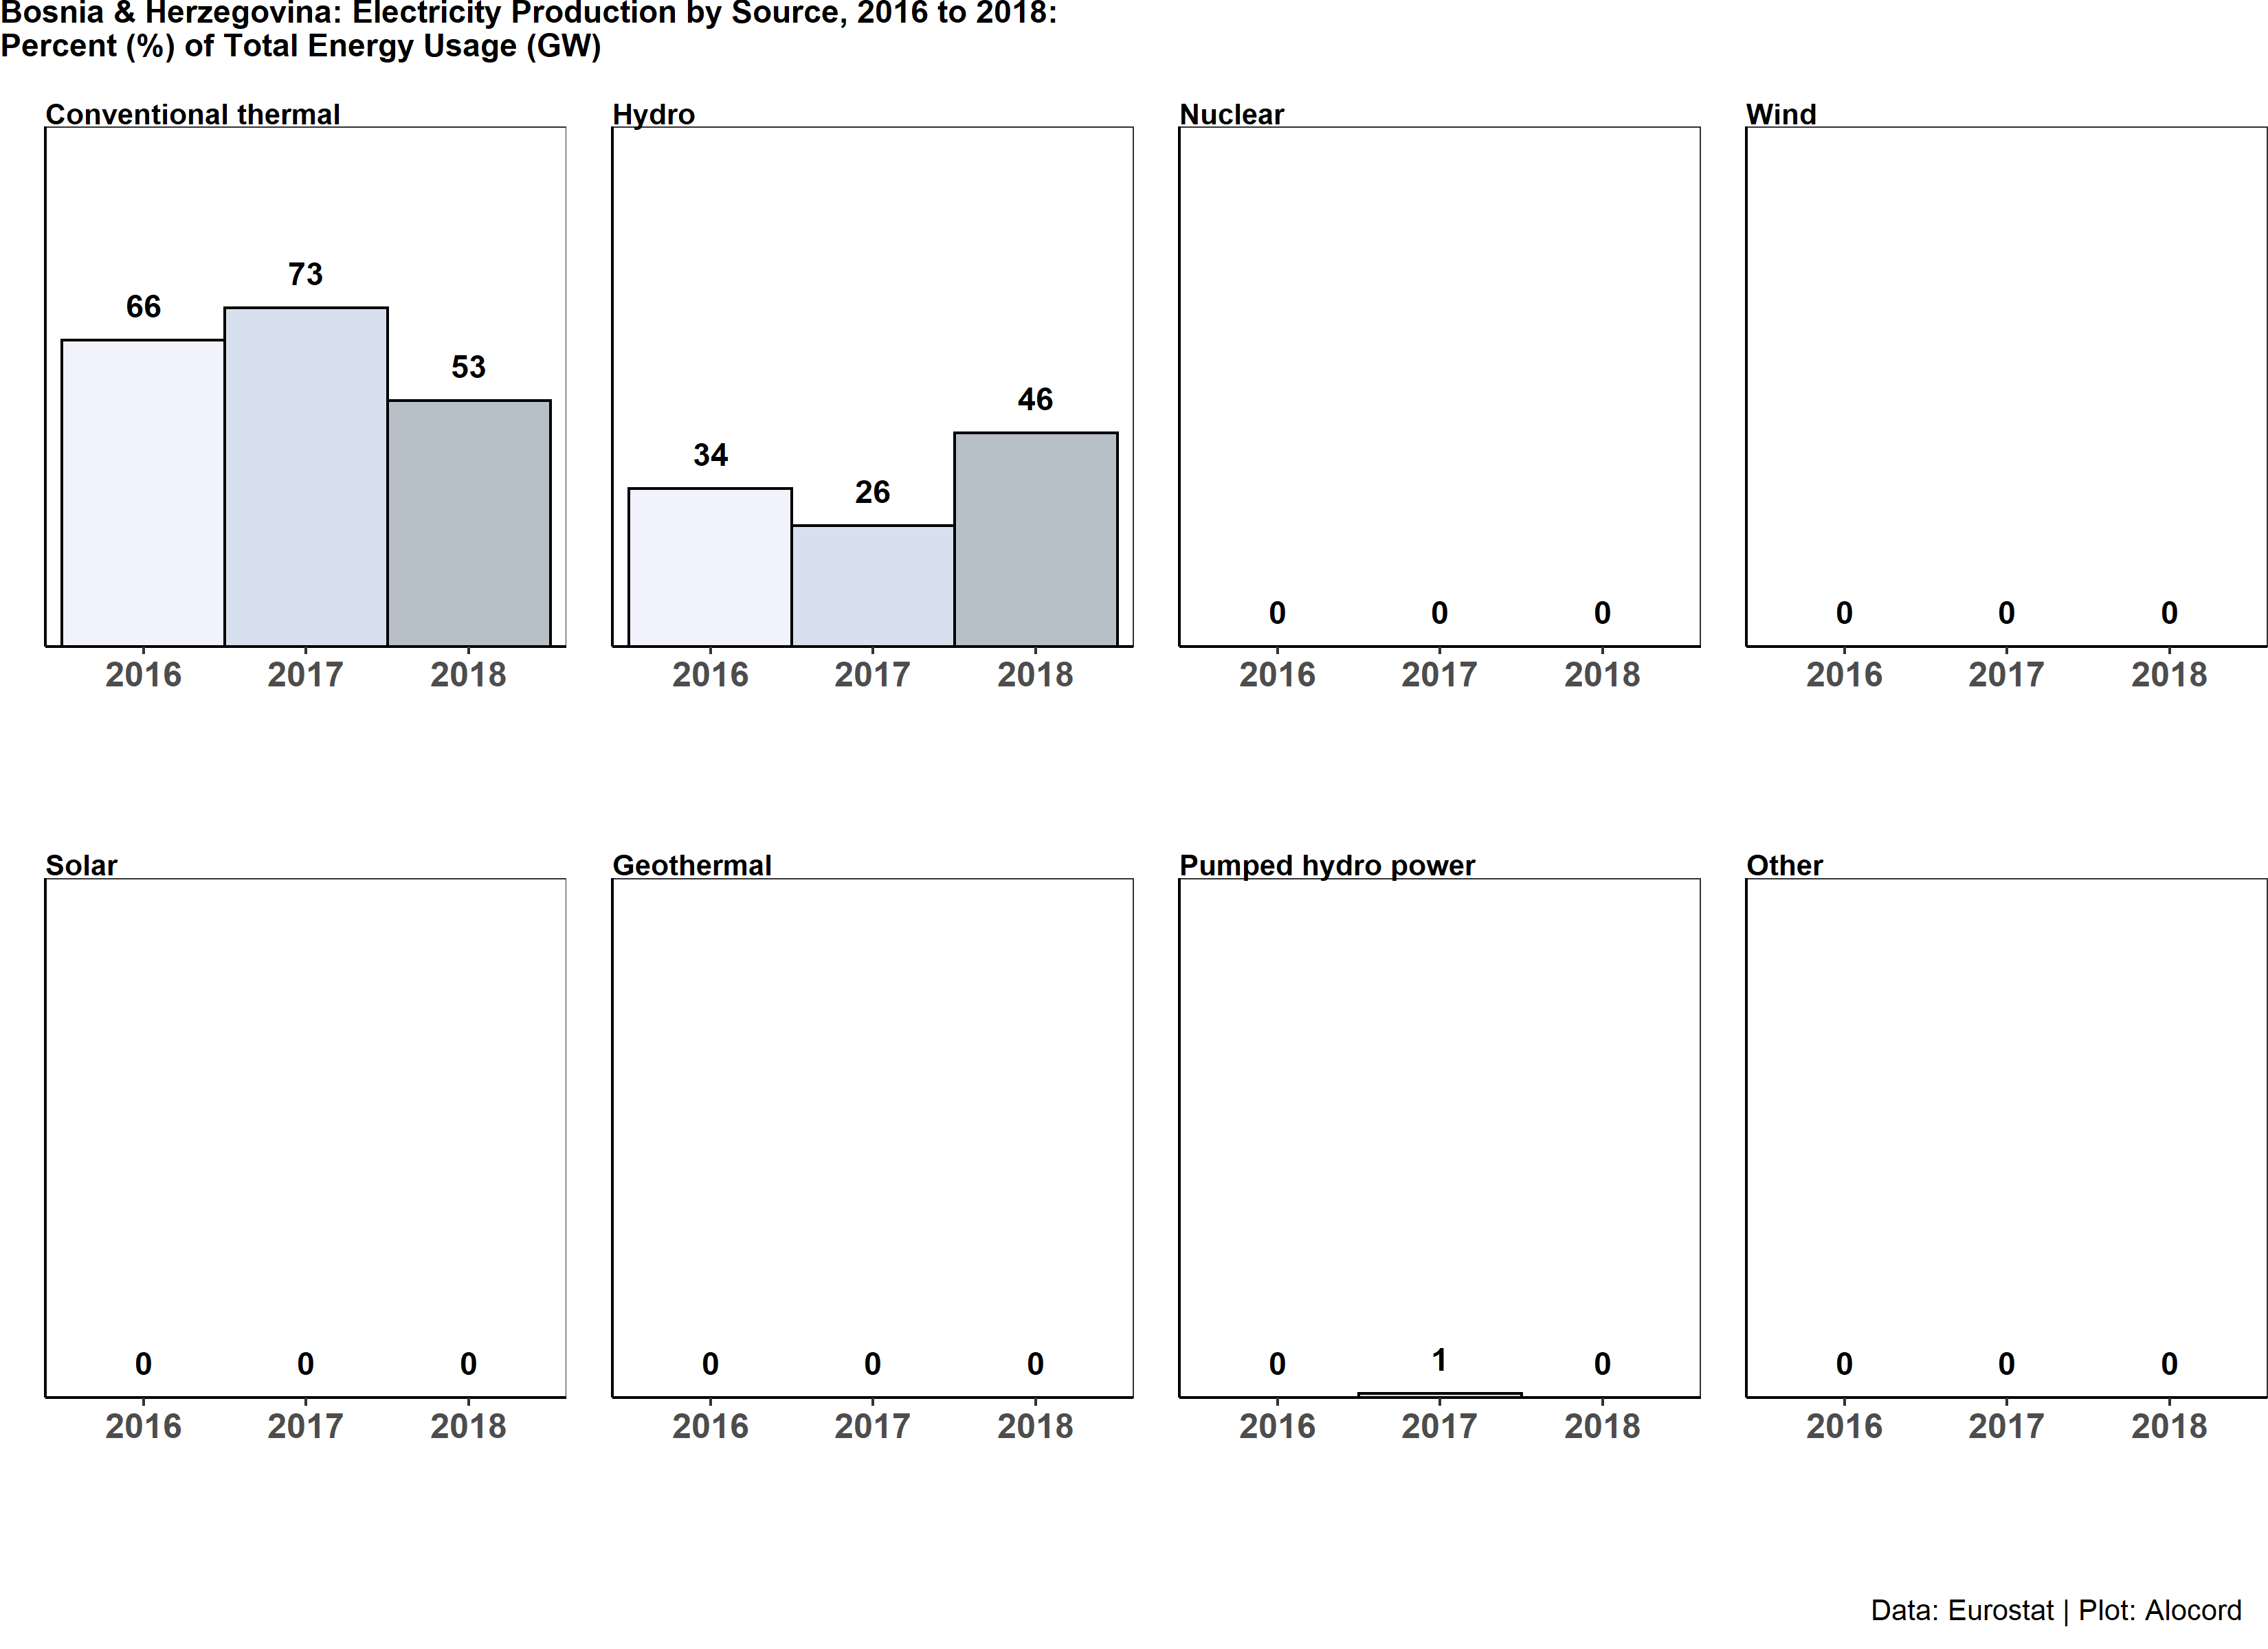 Bosnia & Herzegovina: Electricity Production by Source, 2016 to 2018:
Percent (%) of Total Energy Usage (GW)
Conventional thermal
66
73
53
2016 2017 2018
Hydro
34
26
46
2016 2017 2018
Nuclear
0 0 0
2016 2017 2018
Wind
0 0 0
2016 2017 2018
Solar
0 0 0
2016 2017 2018
Geothermal
0 0 0
2016 2017 2018
Pumped hydro power
0 1 0
2016 2017 2018
Other
0 0 0
2016 2017 2018
Data: Eurostat | Plot: Alocord